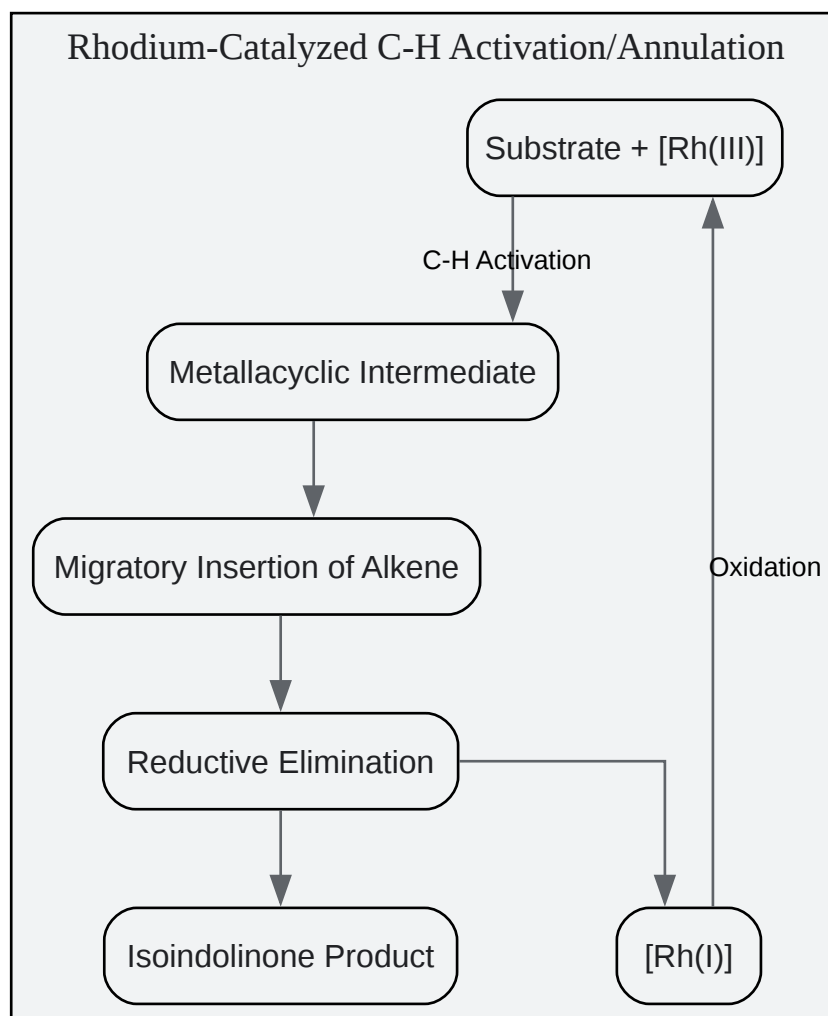 Rhodium-Catalyzed C-H Activation/Annulation
Substrate + [Rh(III)]
C-H Activation
Metallacyclic Intermediate
Migratory Insertion of Alkene
Oxidation
Reductive Elimination
Isoindolinone Product
[Rh(I)]